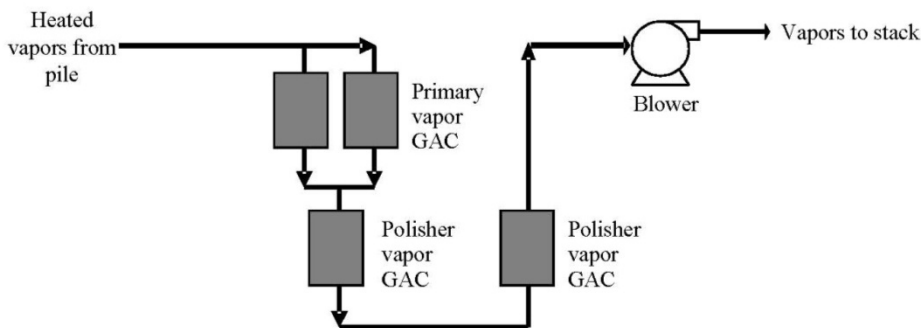 Heated
vapors from
pile
Primary
vapor
GAC
Polisher
vapor
GAC
Polisher
vapor
GAC
Blower
Vapors to stack